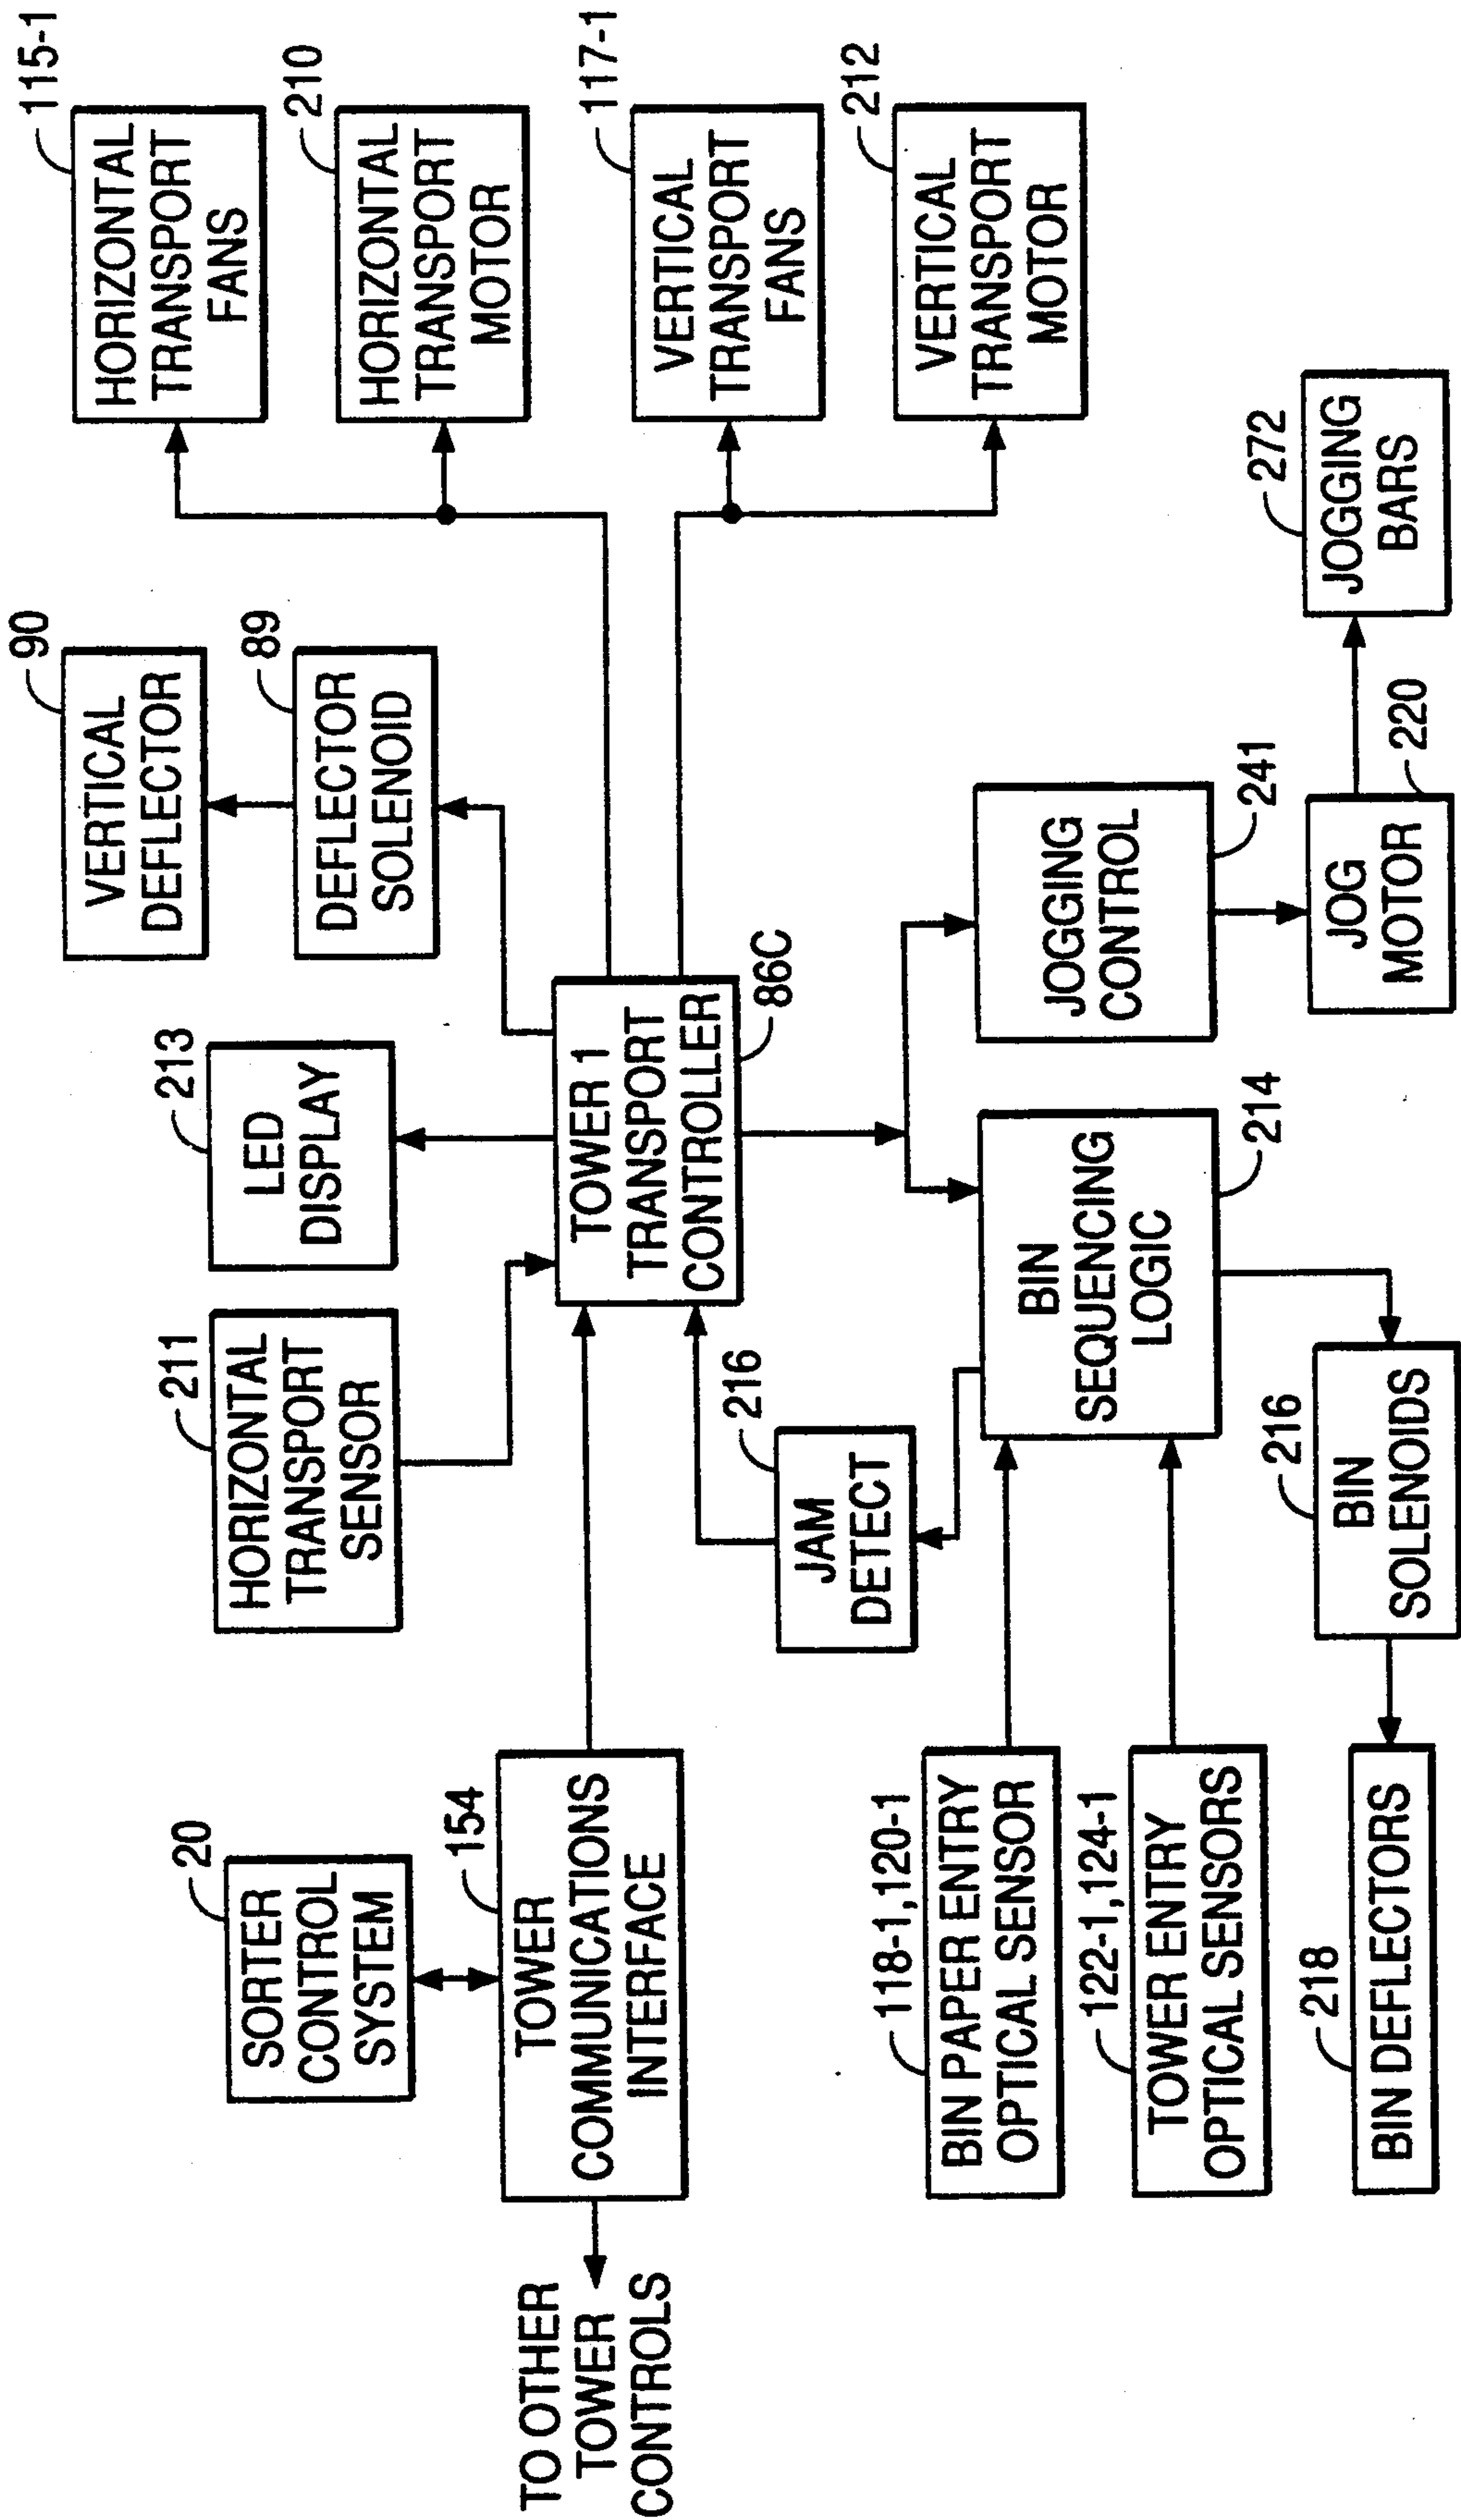 20
SORTER
CONTROL
SYSTEM
211
HORIZONTAL
TRANSPORT
SENSOR
213
LED
DISPLAY
90
VERTICAL
DEFLECTOR
89
DEFLECTOR
SOLENOID
115-1
HORIZONTAL
TRANSPORT
FANS
210
HORIZONTAL
TRANSPORT
MOTOR
TO OTHER
TOWER
CONTROLS
154
TOWER
COMMUNICATIONS
INTERFACE
TOWER 1
TRANSPORT
CONTROLLER
86C
117-1
VERTICAL
TRANSPORT
FANS
212
VERTICAL
TRANSPORT
MOTOR
216
JAM
DETECT
118-1, 120-1
BIN PAPER ENTRY
OPTICAL SENSOR
122-1, 124-1
TOWER ENTRY
OPTICAL SENSORS
BIN
SEQUENCING
LOGIC
214
JOGGING
CONTROL
241
272
JOGGING
BARS
218
BIN DEFLECTORS
216
BIN
SOLENOIDS
JOG
MOTOR
220